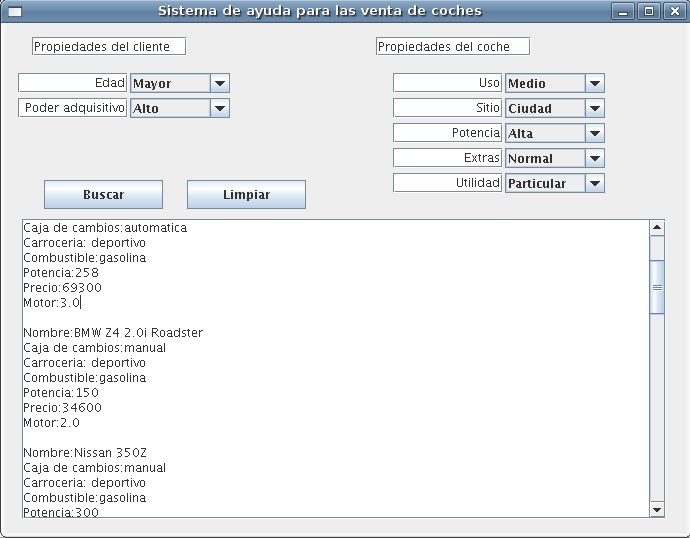 Sistema de ayuda para las venta de coches
Propiedades del cliente
Propiedades del coche
Edad Mayor
Poder adquisitivo Alto
Uso Medio
Sitio Ciudad
Potencia Alta
Extras Normal
Utilidad Particular
Buscar Limpiar
Caja de cambios:automatica
Carroceria: deportivo
Combustible:gasolina
Potencia:258
Precio:69300
Motor:3.0
Nombre:BMW Z4 2.0i Roadster
Caja de cambios:manual
Carroceria: deportivo
Combustible:gasolina
Potencia:150
Precio:34600
Motor:2.0
Nombre:Nissan 350Z
Caja de cambios:manual
Carroceria: deportivo
Combustible:gasolina
Potencia:300